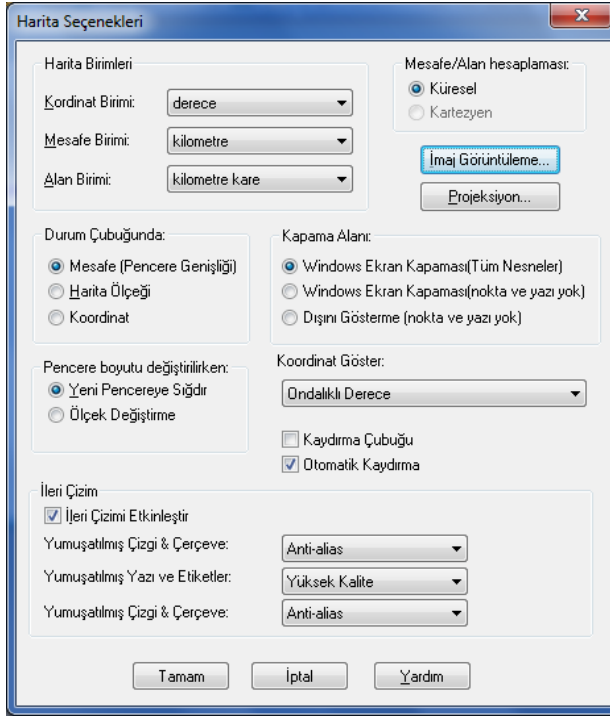 Harita Seçenekleri
Harita Birimleri
Kordinat Birimi: derece
Mesafe Birimi: kilometre
Alan Birimi: kilometre kare
Mesafe/Alan hesaplaması:
Küresel
Kartezyen
İmaj Görüntüleme...
Projeksiyon...
Durum Çubuğunda:
Mesafe (Pencere Genişliği)
Harita Ölçeği
Koordinat
Kapama Alanı:
Windows Ekran Kapaması(Tüm Nesneler)
Windows Ekran Kapaması(nokta ve yazı yok)
Dışını Gösterme (nokta ve yazı yok)
Pencere boyutu değiştirilirken:
Yeni Pencereye Sığdır
Ölçek Değiştirme
Koordinat Göster:
Ondalıklı Derece
Kaydırma Çubuğu
Otomatik Kaydırma
İleri Çizim
İleri Çizimi Etkinleştir
Yumuşatılmış Çizgi & Çerçeve: Anti-alias
Yumuşatılmış Yazı ve Etiketler: Yüksek Kalite
Yumuşatılmış Çizgi & Çerçeve: Anti-alias
Tamam İptal Yardım